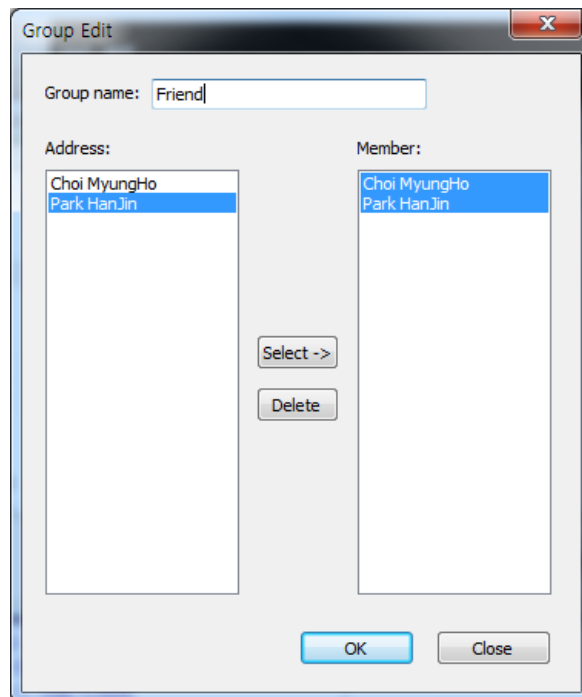 Group Edit
Group name: Friend
Address:
Member:
Choi MyungHo
Park HanJin
Choi MyungHo
Park HanJin
Select ->
Delete
OK
Close